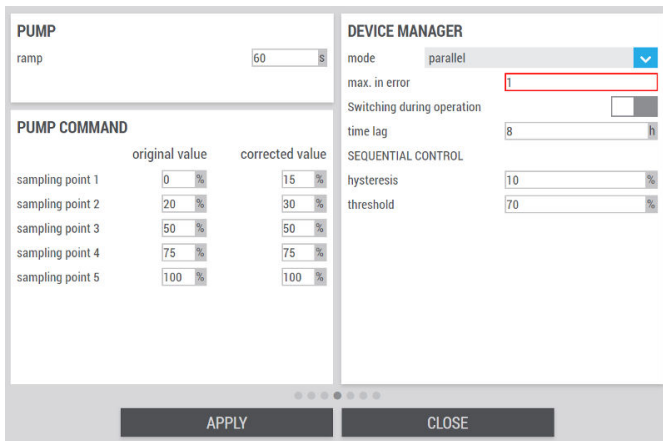 PUMP
ramp 60 s
PUMP COMMAND
original value corrected value
sampling point 1 0 % 15 %
sampling point 2 20 % 30 %
sampling point 3 50 % 50 %
sampling point 4 75 % 75 %
sampling point 5 100 % 100 %
DEVICE MANAGER
mode parallel
max. in error 1
Switching during operation
time lag 8 h
SEQUENTIAL CONTROL
hysteresis 10 %
threshold 70 %
APPLY CLOSE